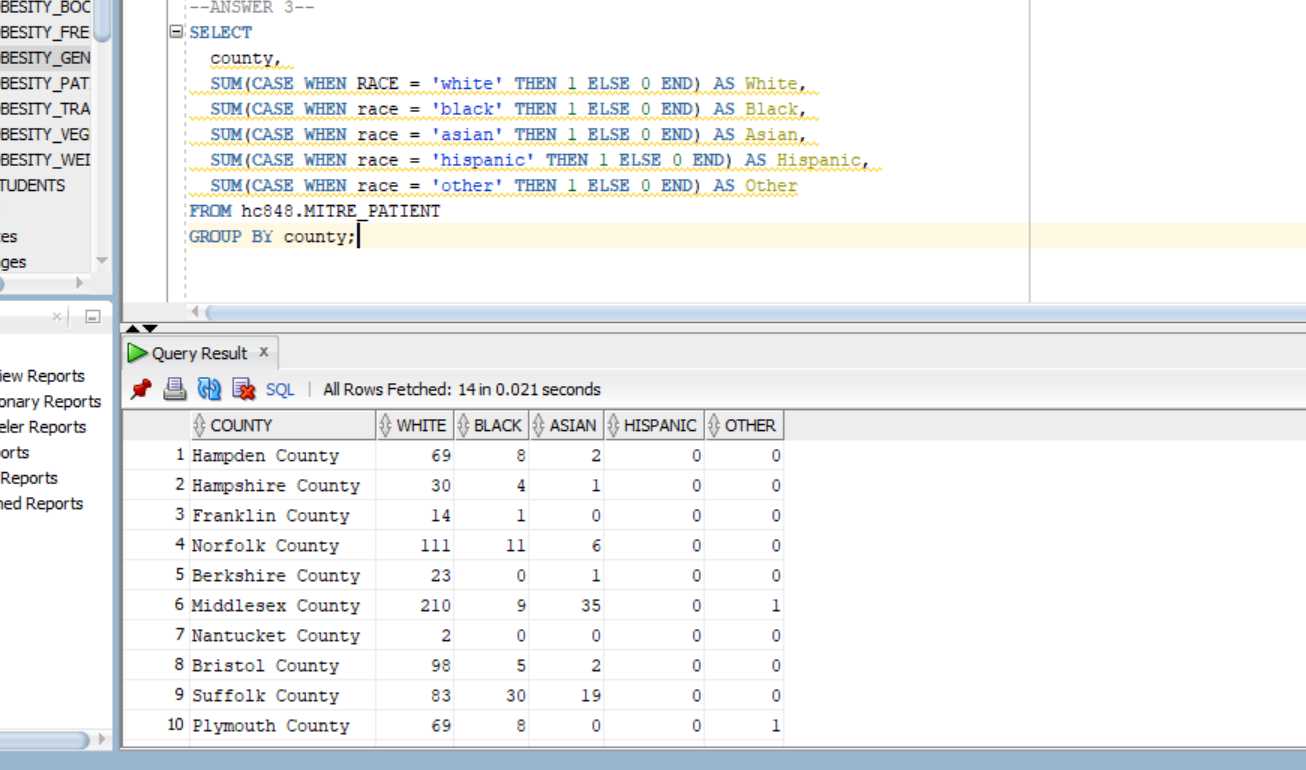 BESITY_BOC
BESITY_FRE
BESITY_GEN
BESITY_PAT
BESITY_TRA
BESITY_VEG
BESITY_WEI
TUDENTS
es
ges
iew Reports
onary Reports
eler Reports
orts
Reports
ned Reports
--ANSWER 3--
SELECT
county,
SUM(CASE WHEN RACE = 'white' THEN 1 ELSE 0 END) AS White,
SUM(CASE WHEN race = 'black' THEN 1 ELSE 0 END) AS Black,
SUM(CASE WHEN race = 'asian' THEN 1 ELSE 0 END) AS Asian,
SUM(CASE WHEN race = 'hispanic' THEN 1 ELSE 0 END) AS Hispanic,
SUM(CASE WHEN race = 'other' THEN 1 ELSE 0 END) AS Other
FROM hc848.MITRE_PATIENT
GROUP BY county;
Query Result x
SQL | All Rows Fetched: 14 in 0.021 seconds
COUNTY WHITE BLACK ASIAN HISPANIC OTHER
1 Hampden County 69 8 2 0 0
2 Hampshire County 30 4 1 0 0
3 Franklin County 14 1 0 0 0
4 Norfolk County 111 11 6 0 0
5 Berkshire County 23 0 1 0 0
6 Middlesex County 210 9 35 0 1
7 Nantucket County 2 0 0 0 0
8 Bristol County 98 5 2 0 0
9 Suffolk County 83 30 19 0 0
10 Plymouth County 69 8 0 0 1